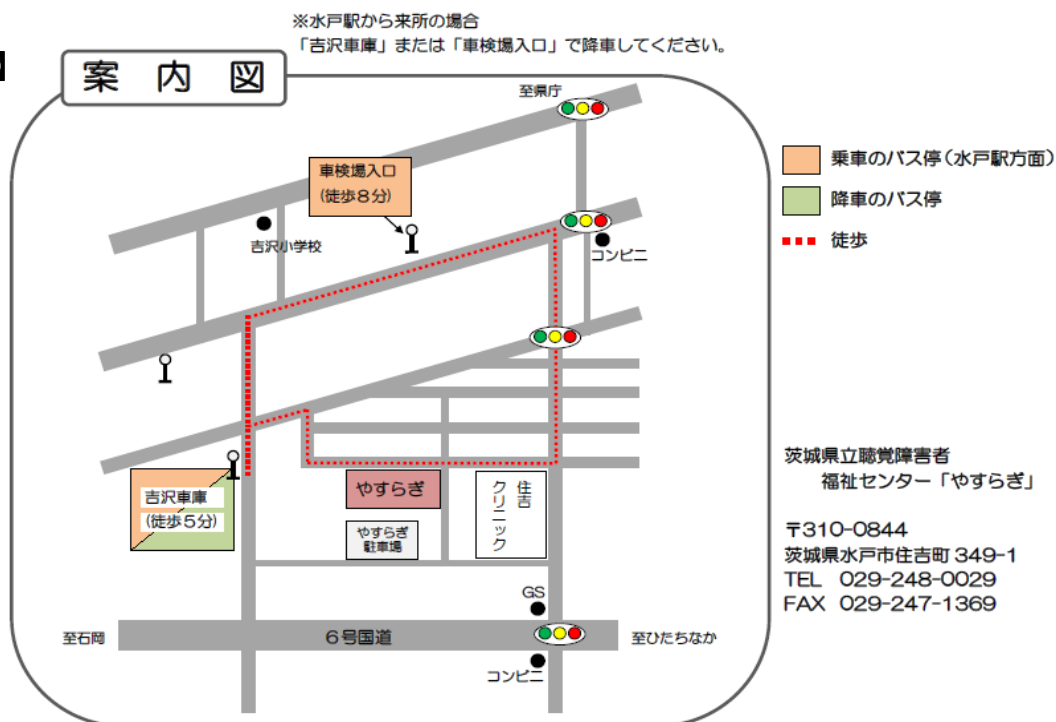 ※水戸駅から来所の場合
「吉沢車庫」または「車検場入口」で降車してください。
案 内 図
至県庁
車検場入口
(徒歩8分)
吉沢小学校
コンビニ
乗車のバス停(水戸駅方面)
降車のバス停
徒歩
吉沢車庫
(徒歩5分)
やすらぎ
やすらぎ
駐車場
住吉
クリニック
GS
至石岡
6号国道
至ひたちなか
コンビニ
茨城県立聴覚障害者
福祉センター「やすらぎ」
〒310-0844
茨城県水戸市住吉町 349-1
TEL 029-248-0029
FAX 029-247-1369